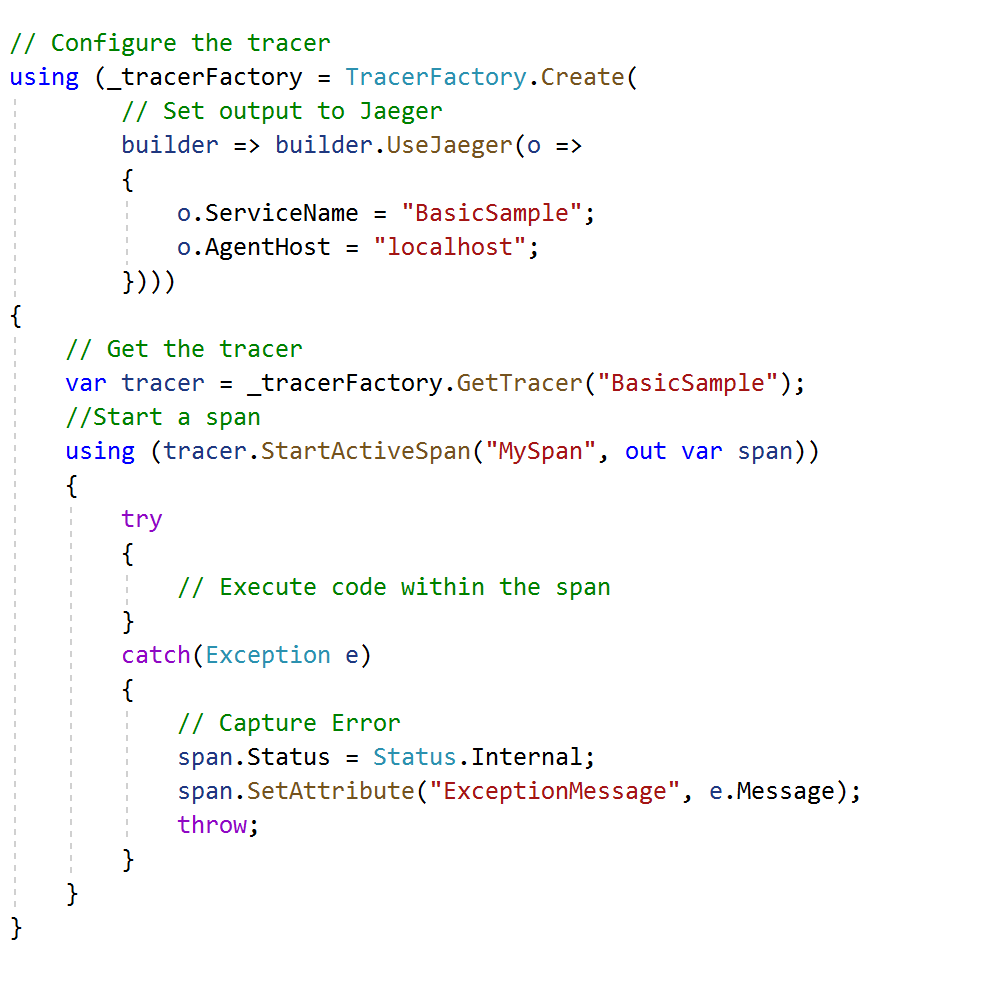 // Configure the tracer
using (_tracerFactory = TracerFactory.Create(
        // Set output to Jaeger
        builder => builder.UseJaeger(o =>
        {
            o.ServiceName = "BasicSample";
            o.AgentHost = "localhost";
        })))
{
    // Get the tracer
    var tracer = _tracerFactory.GetTracer("BasicSample");
    //Start a span
    using (tracer.StartActiveSpan("MySpan", out var span))
    {
        try
        {
            // Execute code within the span
        }
        catch(Exception e)
        {
            // Capture Error
            span.Status = Status.Internal;
            span.SetAttribute("ExceptionMessage", e.Message);
            throw;
        }
    }
}